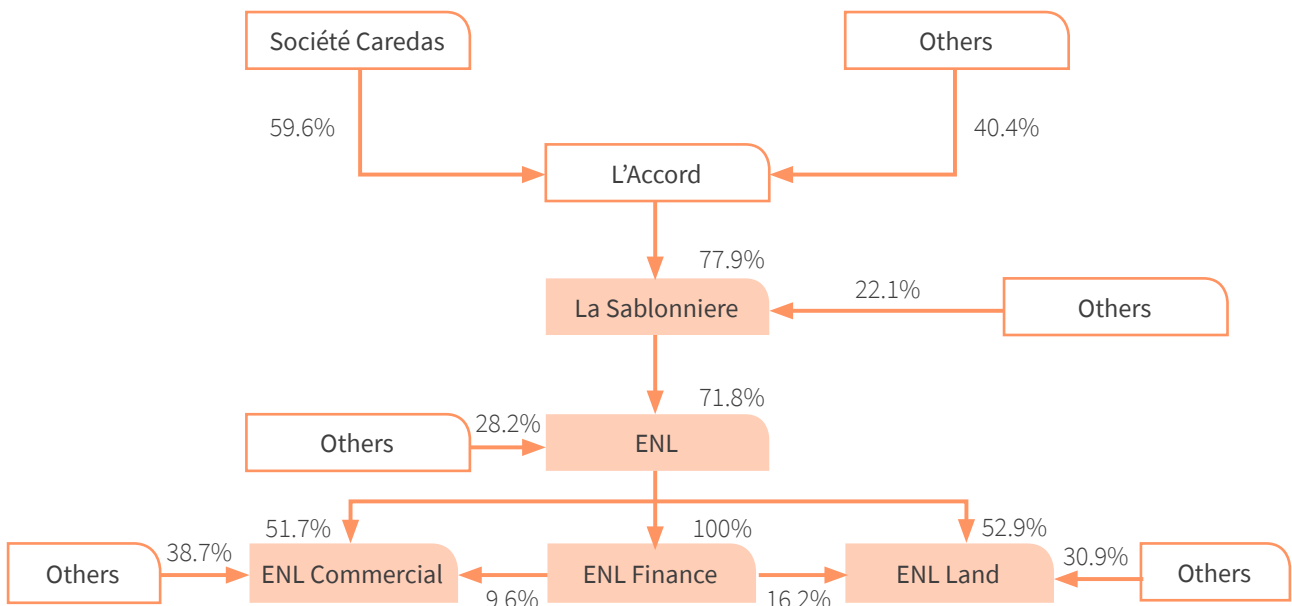 Société Caredas
Others
59.6%
40.4%
L'Accord
77.9%
La Sablonniere
22.1%
Others
71.8%
Others
28.2%
ENL
51.7%
100%
52.9%
Others
38.7%
ENL Commercial
ENL Finance
ENL Land
30.9%
Others
9.6%
16.2%